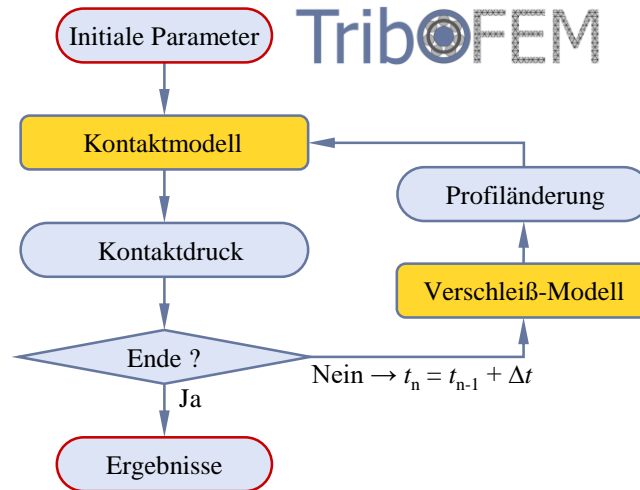 Initiale Parameter
TribOFEM
Kontaktmodell
Profiländerung
Kontaktdruck
Verschleiß-Modell
Ende ?
Nein → tₙ = tₙ₋₁ + Δt
Ja
Ergebnisse